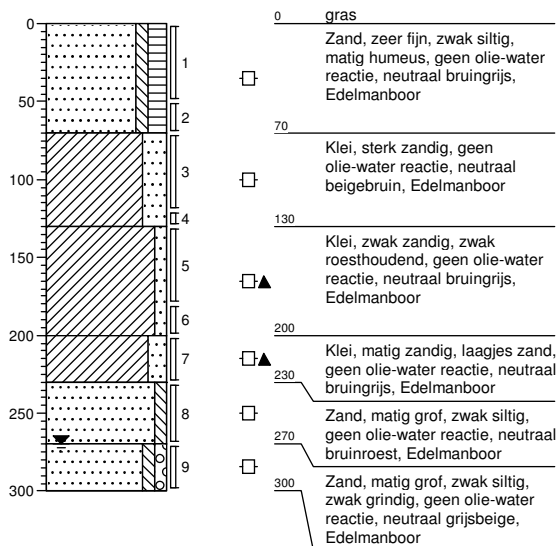 0
50
100
150
200
250
300
1
2
3
4
5
6
7
8
9
0 gras
Zand, zeer fijn, zwak siltig,
matig humeus, geen olie-water
reactie, neutraal bruingrijs,
Edelmanboor
70
Klei, sterk zandig, geen
olie-water reactie, neutraal
beigebruin, Edelmanboor
130
Klei, zwak zandig, zwak
roesthoudend, geen olie-water
reactie, neutraal bruingrijs,
Edelmanboor
200
Klei, matig zandig, laagjes zand,
geen olie-water reactie, neutraal
bruingrijs, Edelmanboor
230
Zand, matig grof, zwak siltig,
geen olie-water reactie, neutraal
bruinroest, Edelmanboor
270
Zand, matig grof, zwak siltig,
zwak grindig, geen olie-water
reactie, neutraal grijsbeige,
Edelmanboor
300